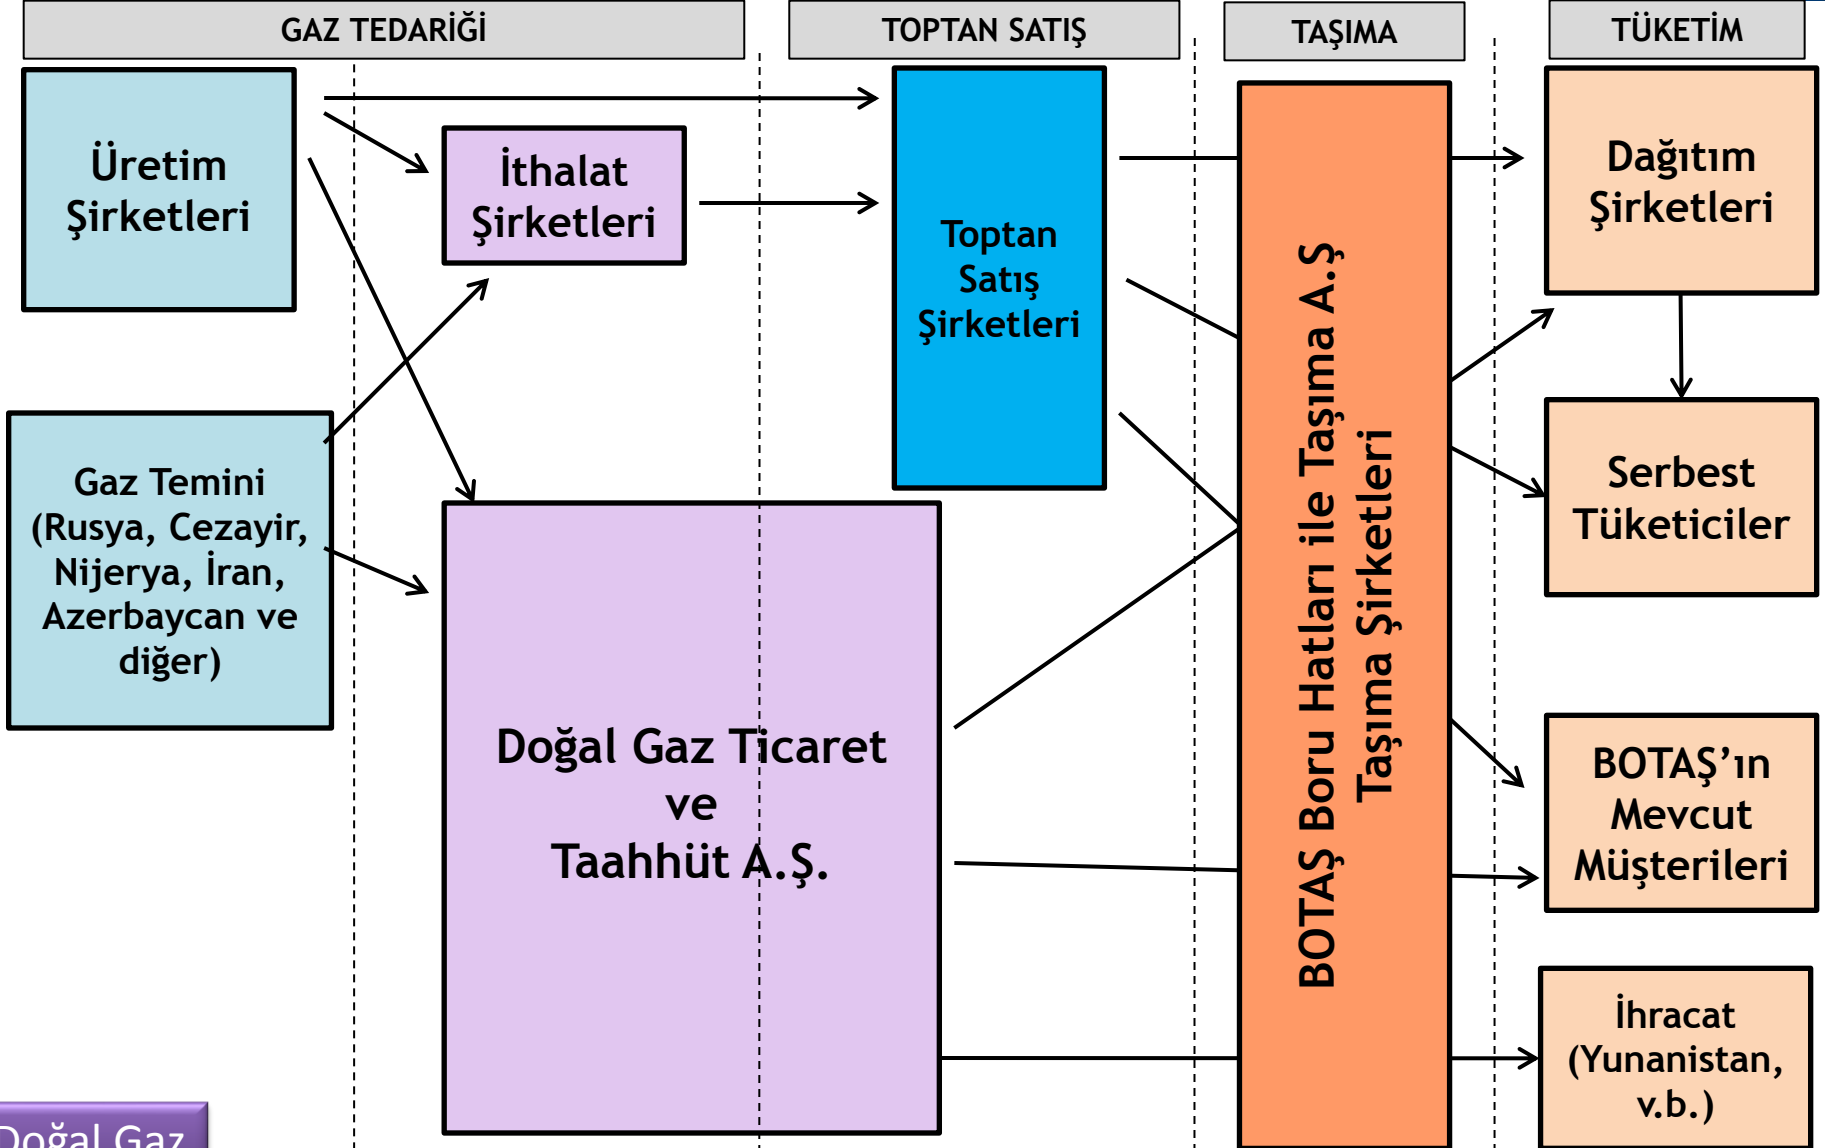 GAZ TEDARİĞİ
TOPTAN SATIŞ
TAŞIMA
TÜKETİM
Üretim
Şirketleri
İthalat
Şirketleri
Toptan
Satış
Şirketleri
Dağıtım
Şirketleri
Gaz Temini
(Rusya, Cezayir,
Nijerya, İran,
Azerbaycan ve
diğer)
Doğal Gaz Ticaret
ve
Taahhüt A.Ş.
BOTAŞ Boru Hatları ile Taşıma A.Ş
Taşıma Şirketleri
Serbest
Tüketiciler
BOTAŞ’ın
Mevcut
Müşterileri
İhracat
(Yunanistan,
v.b.)
Doğal Gaz